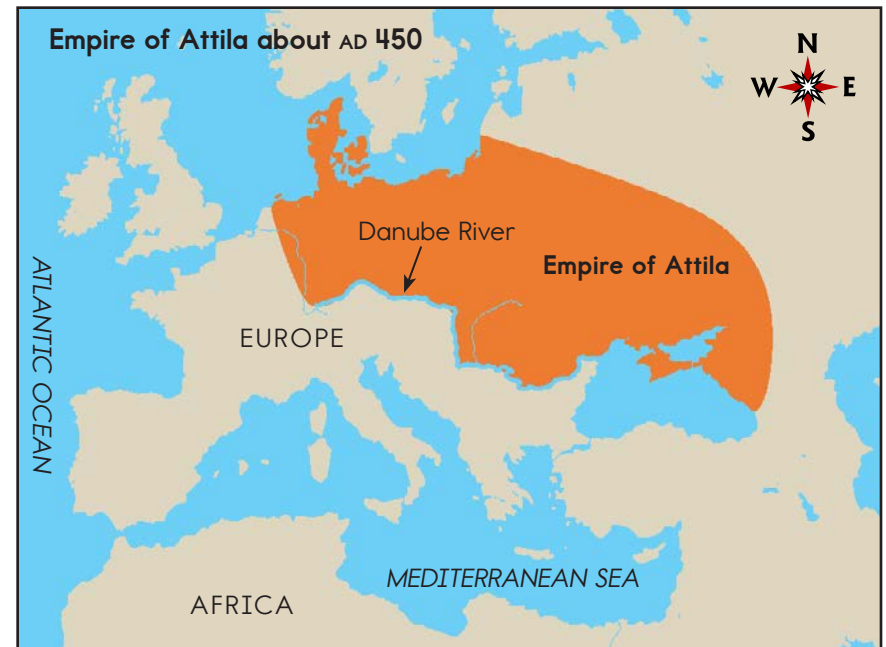 Empire of Attila about AD 450
N
W
E
S
Danube River
Empire of Attila
ATLANTIC OCEAN
EUROPE
MEDITERRANEAN SEA
AFRICA